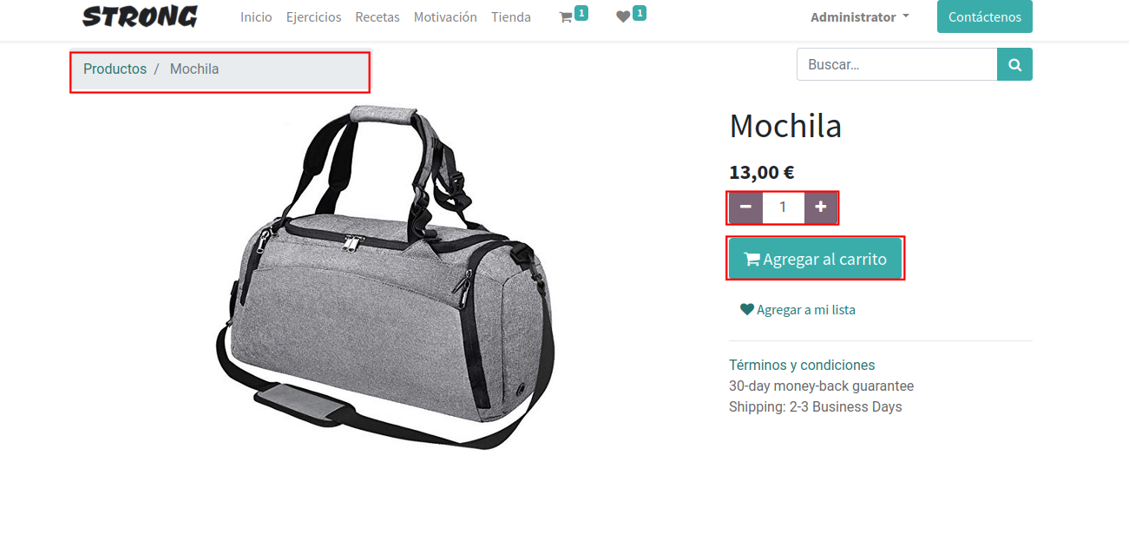 STRONG Inicio Ejercicios Recetas Motivación Tienda 1 1 Administrator Contáctenos
Productos / Mochila Buscar...
Mochila
13,00 €
− 1 +
Agregar al carrito
Agregar a mi lista
Términos y condiciones
30-day money-back guarantee
Shipping: 2-3 Business Days